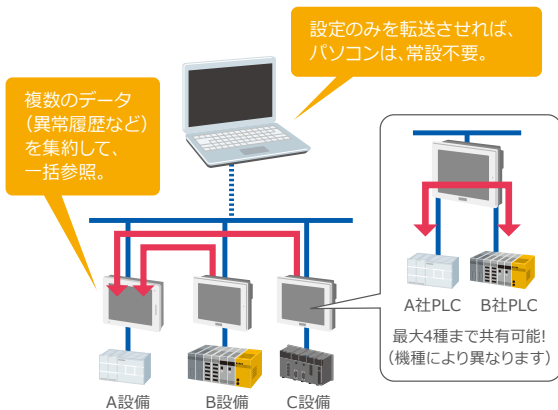 設定のみを転送させれば、
パソコンは、常設不要。
複数のデータ
（異常履歴など）
を集約して、
一括参照。
A社PLC
B社PLC
最大4種まで共有可能!
（機種により異なります）
A設備
B設備
C設備